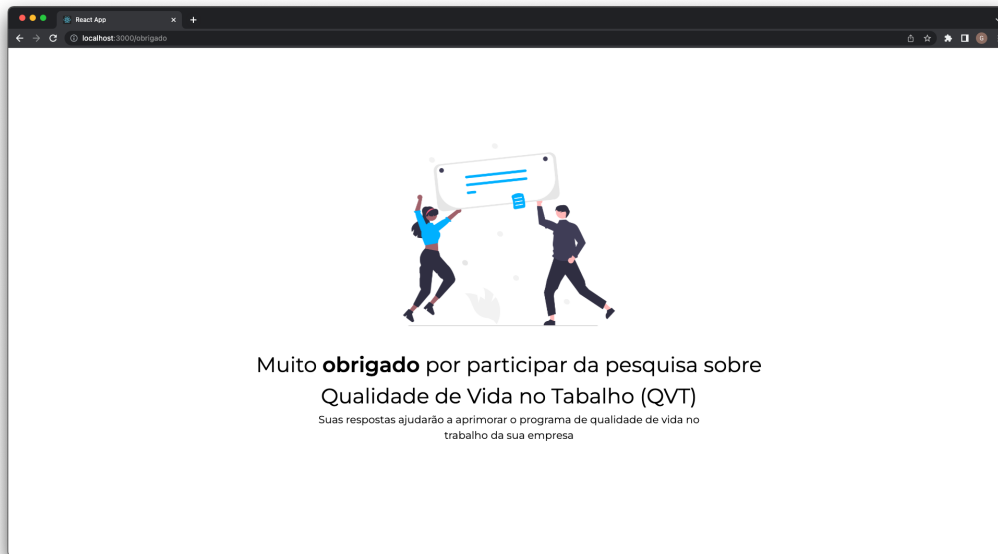 React App
localhost:3000/obrigado
G
Muito obrigado por participar da pesquisa sobre
Qualidade de Vida no Tabalho (QVT)
Suas respostas ajudarão a aprimorar o programa de qualidade de vida no
trabalho da sua empresa